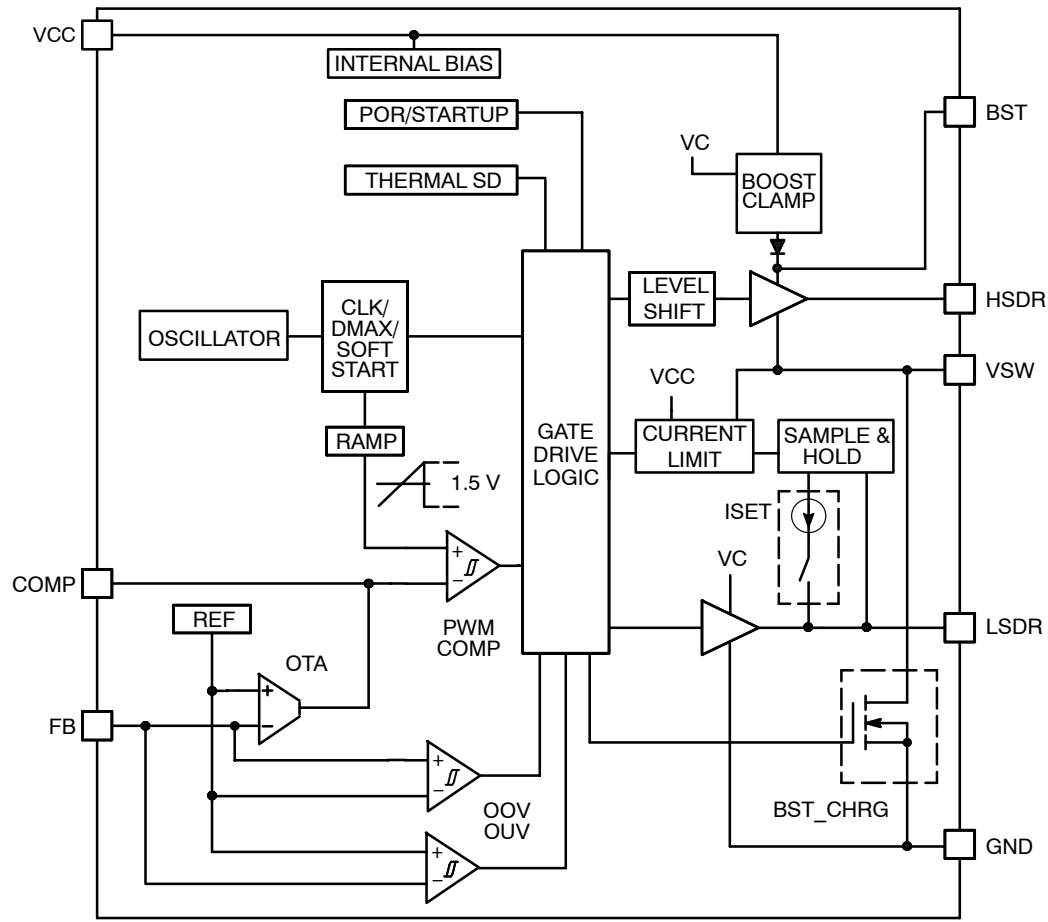 VCC
INTERNAL BIAS
POR/STARTUP
BST
VC
THERMAL SD
BOOST
CLAMP
LEVEL
SHIFT
HSDR
CLK/
DMAX/
SOFT
START
OSCILLATOR
VSW
VCC
RAMP
GATE
DRIVE
LOGIC
CURRENT
LIMIT
SAMPLE &
HOLD
1.5 V
ISET
+
−
VC
COMP
REF
PWM
COMP
LSDR
OTA
+
−
FB
+
−
OOV
OUV
BST_CHRG
+
−
GND